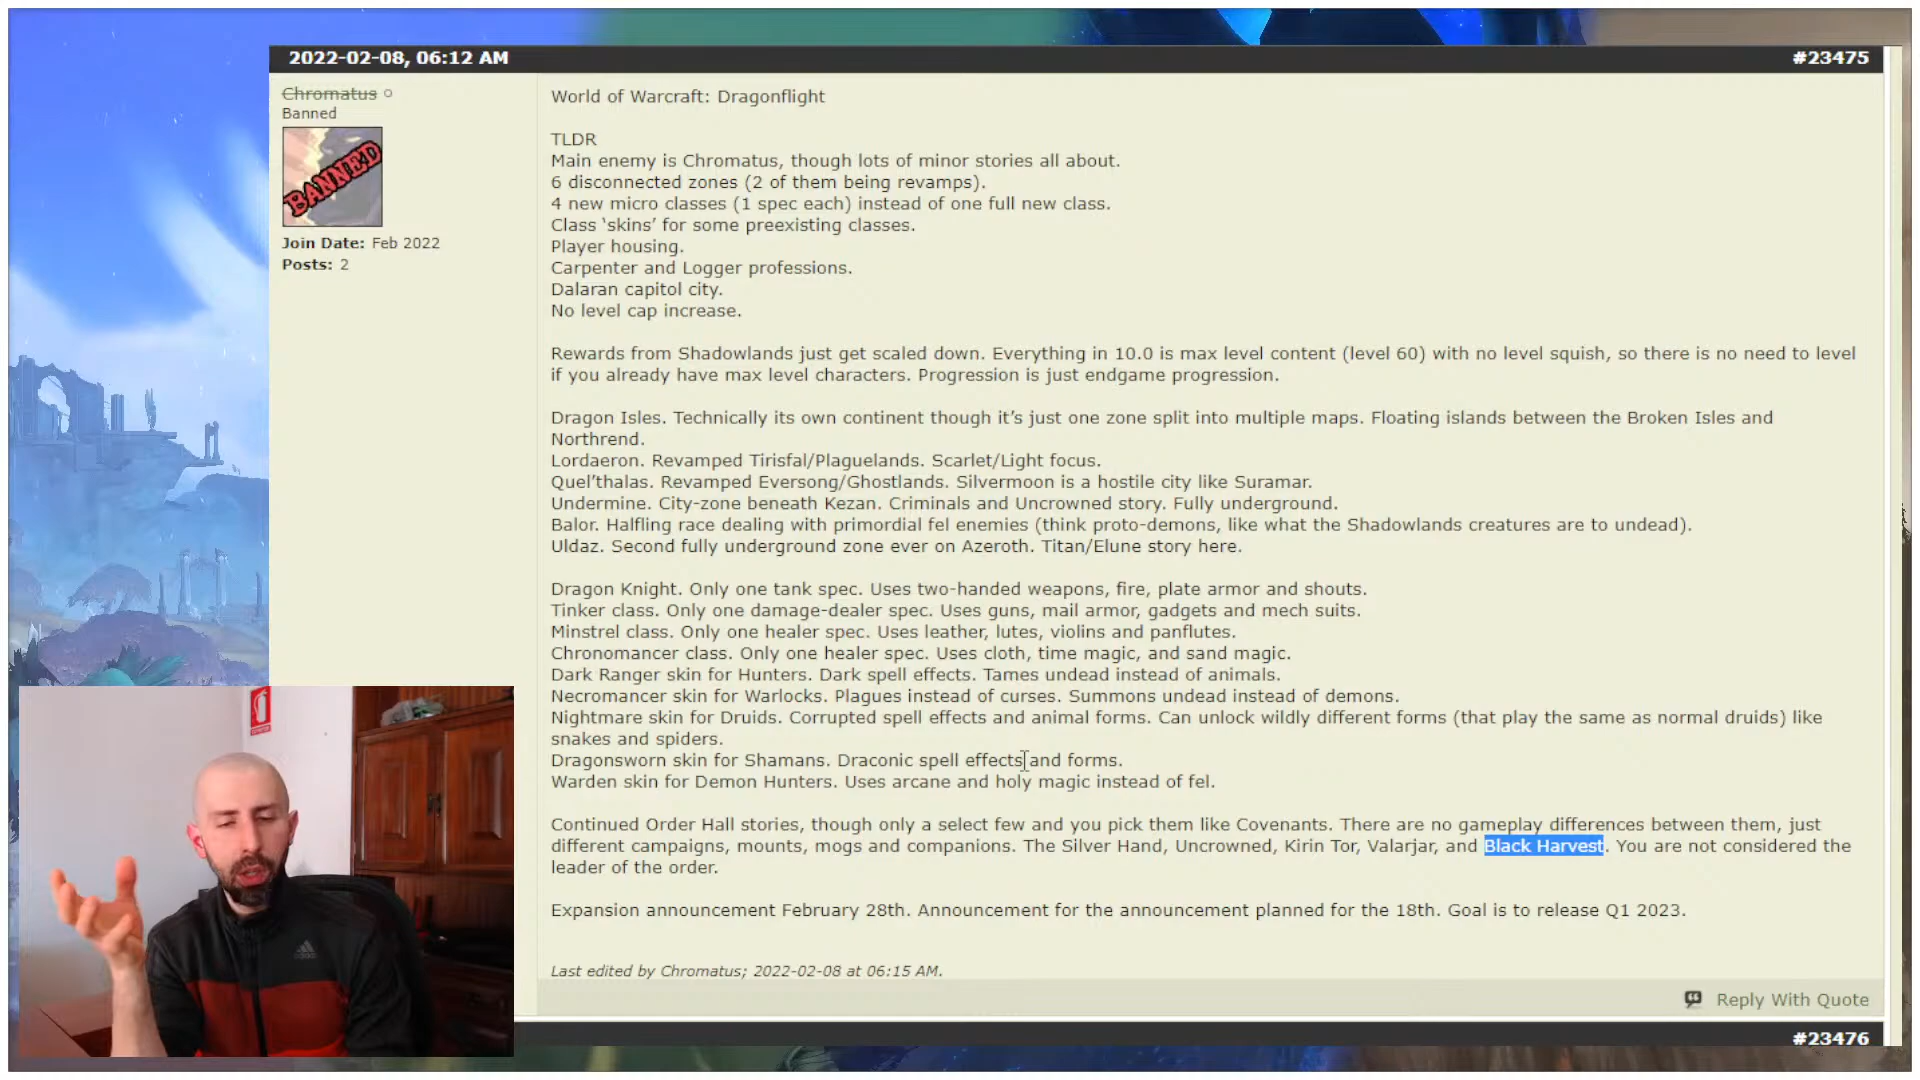 2022-02-08, 06:12 AM
#23475
Chromatus
Banned
BANNED
Join Date: Feb 2022
Posts: 2
World of Warcraft: Dragonflight
TLDR
Main enemy is Chromatus, though lots of minor stories all about.
6 disconnected zones (2 of them being revamps).
4 new micro classes (1 spec each) instead of one full new class.
Class ‘skins’ for some preexisting classes.
Player housing.
Carpenter and Logger professions.
Dalaran capitol city.
No level cap increase.
Rewards from Shadowlands just get scaled down. Everything in 10.0 is max level content (level 60) with no level squish, so there is no need to level
if you already have max level characters. Progression is just endgame progression.
Dragon Isles. Technically its own continent though it’s just one zone split into multiple maps. Floating islands between the Broken Isles and
Northrend.
Lordaeron. Revamped Tirisfal/Plaguelands. Scarlet/Light focus.
Quel’thalas. Revamped Eversong/Ghostlands. Silvermoon is a hostile city like Suramar.
Undermine. City-zone beneath Kezan. Criminals and Uncrowned story. Fully underground.
Balor. Halfling race dealing with primordial fel enemies (think proto-demons, like what the Shadowlands creatures are to undead).
Uldaz. Second fully underground zone ever on Azeroth. Titan/Elune story here.
Dragon Knight. Only one tank spec. Uses two-handed weapons, fire, plate armor and shouts.
Tinker class. Only one damage-dealer spec. Uses guns, mail armor, gadgets and mech suits.
Minstrel class. Only one healer spec. Uses leather, lutes, violins and panflutes.
Chronomancer class. Only one healer spec. Uses cloth, time magic, and sand magic.
Dark Ranger skin for Hunters. Dark spell effects. Tames undead instead of animals.
Necromancer skin for Warlocks. Plagues instead of curses. Summons undead instead of demons.
Nightmare skin for Druids. Corrupted spell effects and animal forms. Can unlock wildly different forms (that play the same as normal druids) like
snakes and spiders.
Dragonsworn skin for Shamans. Draconic spell effects and forms.
Warden skin for Demon Hunters. Uses arcane and holy magic instead of fel.
Continued Order Hall stories, though only a select few and you pick them like Covenants. There are no gameplay differences between them, just
different campaigns, mounts, mogs and companions. The Silver Hand, Uncrowned, Kirin Tor, Valarjar, and Black Harvest. You are not considered the
leader of the order.
Expansion announcement February 28th. Announcement for the announcement planned for the 18th. Goal is to release Q1 2023.
Last edited by Chromatus; 2022-02-08 at 06:15 AM.
Reply With Quote
#23476
adidas